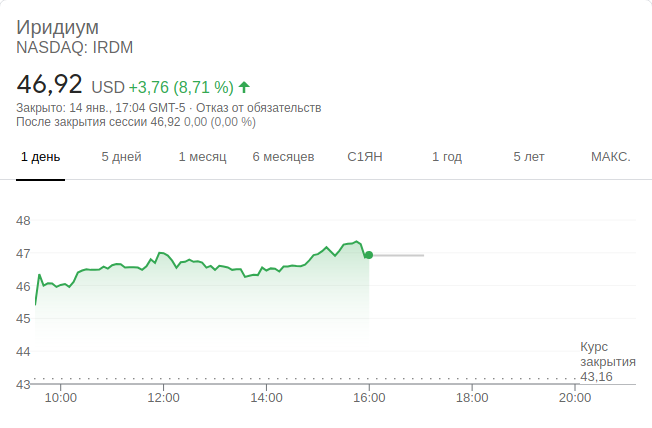 Иридиум
NASDAQ: IRDM
46,92 USD +3,76 (8,71 %)
Закрыто: 14 янв., 17:04 GMT-5 · Отказ от обязательств
После закрытия сессии 46,92 0,00 (0,00 %)
1 день 5 дней 1 месяц 6 месяцев С1ЯН 1 год 5 лет МАКС.
48
47
46
45
44
Курс
закрытия
43,16
43
10:00 12:00 14:00 16:00 18:00 20:00